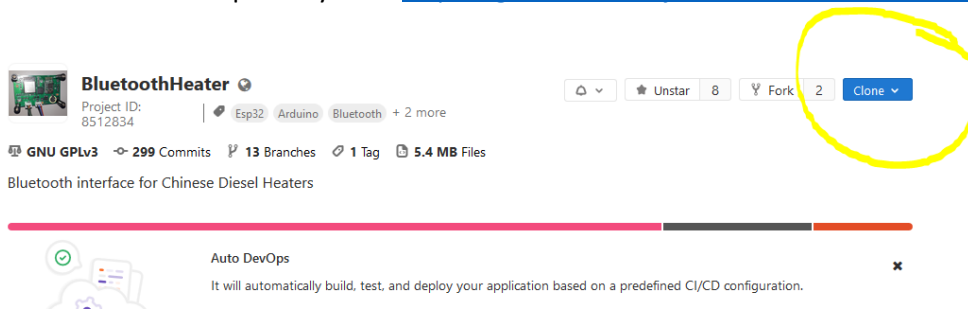 BluetoothHeater
Project ID:
8512834
Esp32 Arduino Bluetooth + 2 more
Unstar 8 Fork 2 Clone
GNU GPLv3 299 Commits 13 Branches 1 Tag 5.4 MB Files
Bluetooth interface for Chinese Diesel Heaters
Auto DevOps
It will automatically build, test, and deploy your application based on a predefined CI/CD configuration.